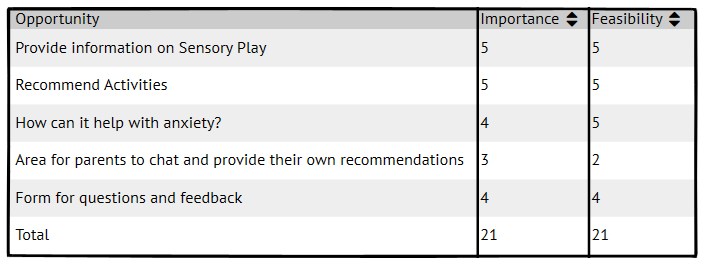 Opportunity Importance Feasibility
Provide information on Sensory Play 5 5
Recommend Activities 5 5
How can it help with anxiety? 4 5
Area for parents to chat and provide their own recommendations 3 2
Form for questions and feedback 4 4
Total 21 21